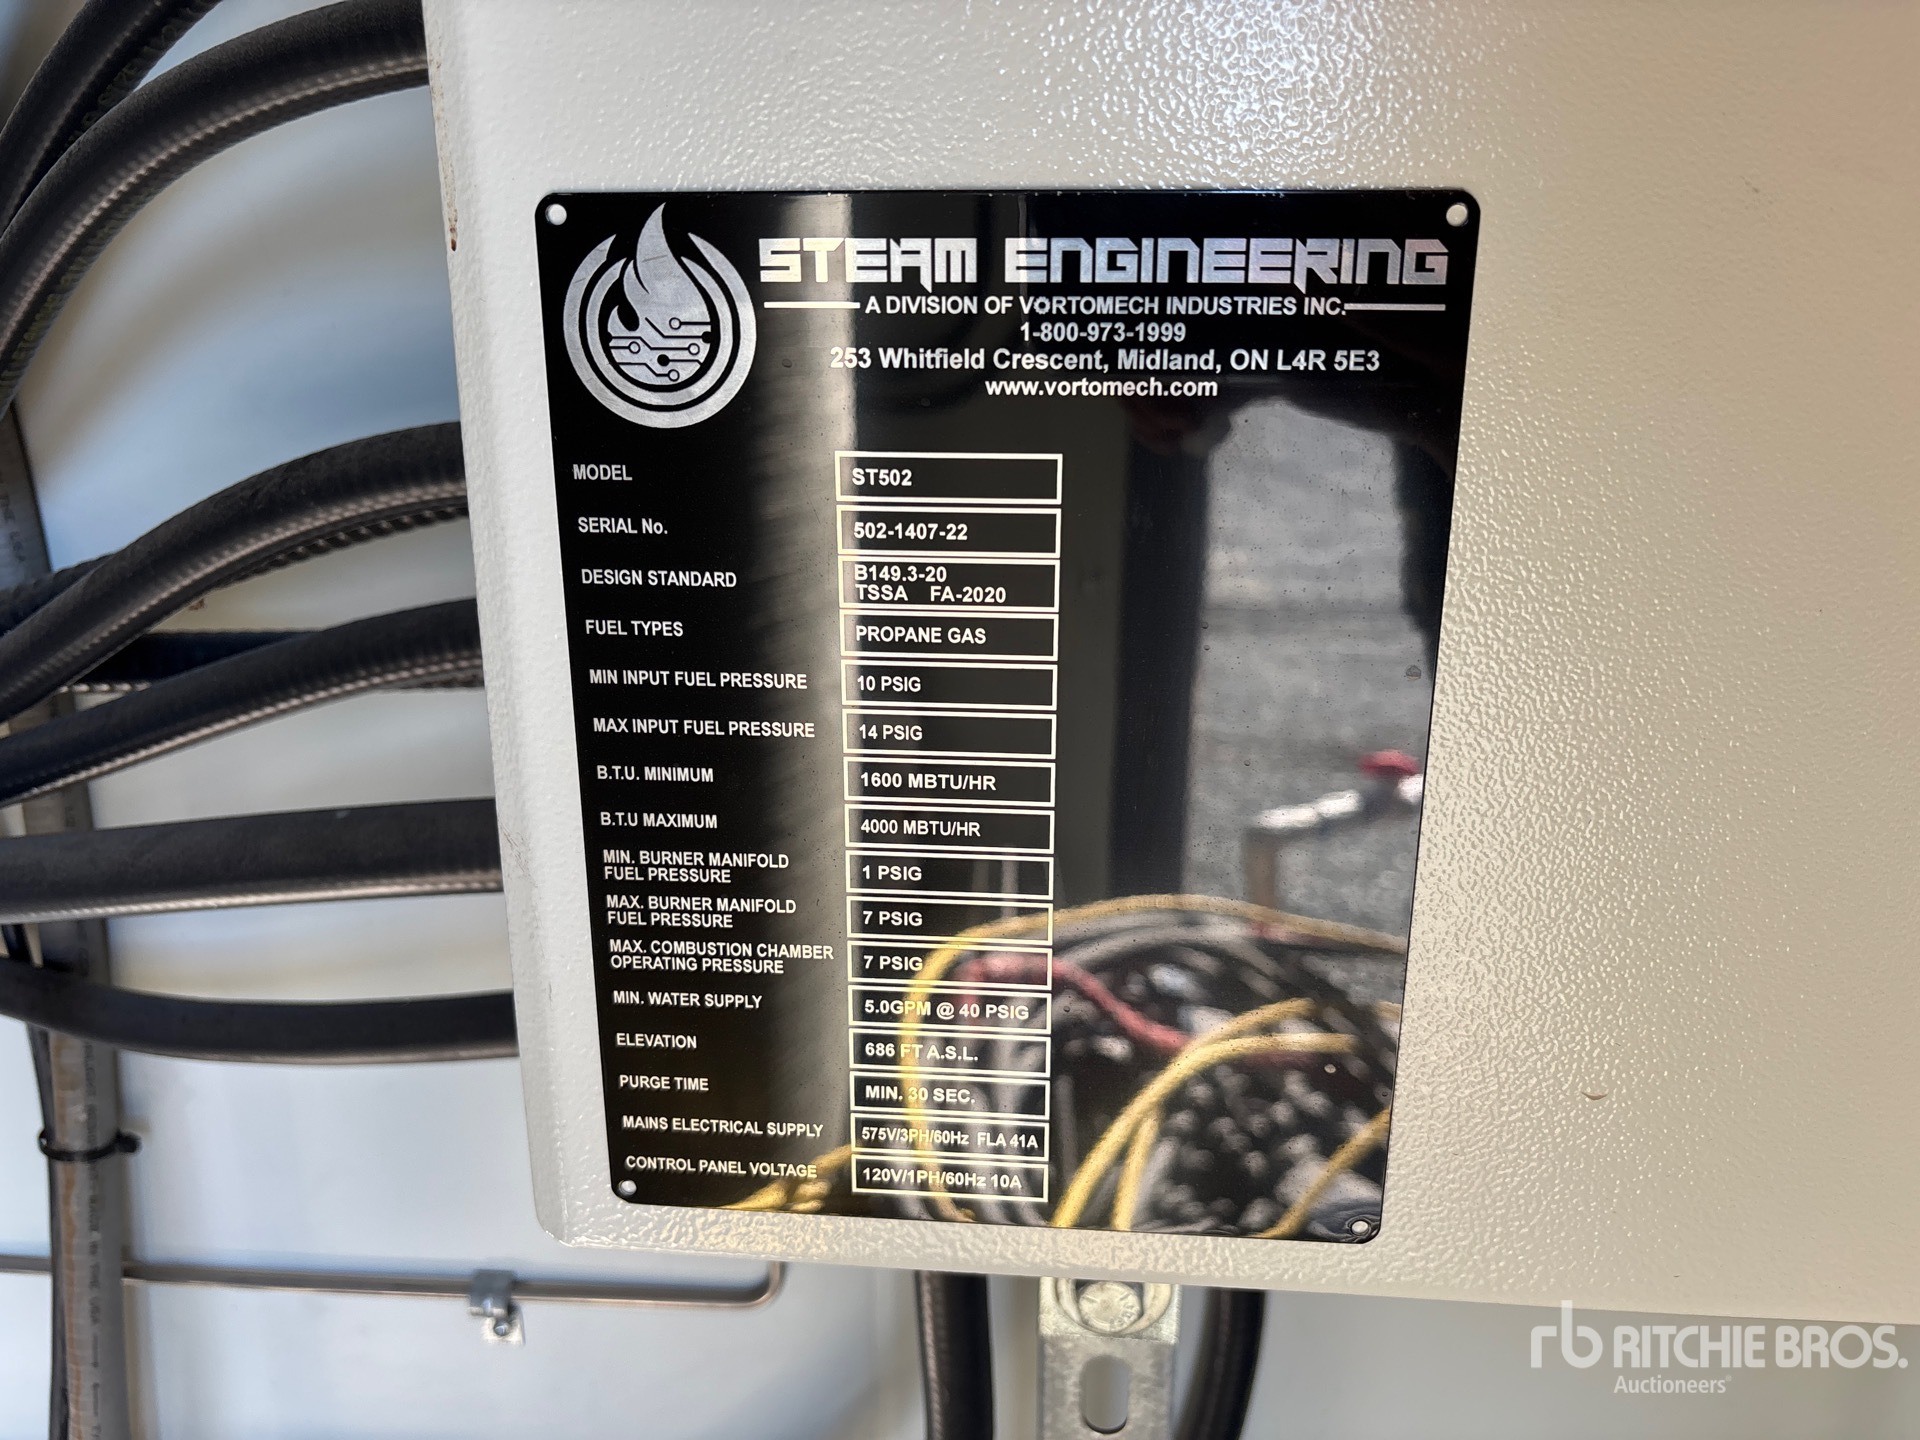 STEAM ENGINEERING
A DIVISION OF VORTOMECH INDUSTRIES INC.
1-800-973-1999
253 Whitfield Crescent, Midland, ON L4R 5E3
www.vortomech.com
MODEL ST502
SERIAL No. 502-1407-22
DESIGN STANDARD B149.3-20
TSSA FA-2020
FUEL TYPES PROPANE GAS
MIN INPUT FUEL PRESSURE 10 PSIG
MAX INPUT FUEL PRESSURE 14 PSIG
B.T.U. MINIMUM 1600 MBTU/HR
B.T.U MAXIMUM 4000 MBTU/HR
MIN. BURNER MANIFOLD
FUEL PRESSURE 1 PSIG
MAX. BURNER MANIFOLD
FUEL PRESSURE 7 PSIG
MAX. COMBUSTION CHAMBER
OPERATING PRESSURE 7 PSIG
MIN. WATER SUPPLY 5.0GPM @ 40 PSIG
ELEVATION 686 FT A.S.L.
PURGE TIME MIN. 30 SEC.
MAINS ELECTRICAL SUPPLY 575V/3PH/60Hz FLA 41A
CONTROL PANEL VOLTAGE 120V/1PH/60Hz 10A
rb RITCHIE BROS.
Auctioneers